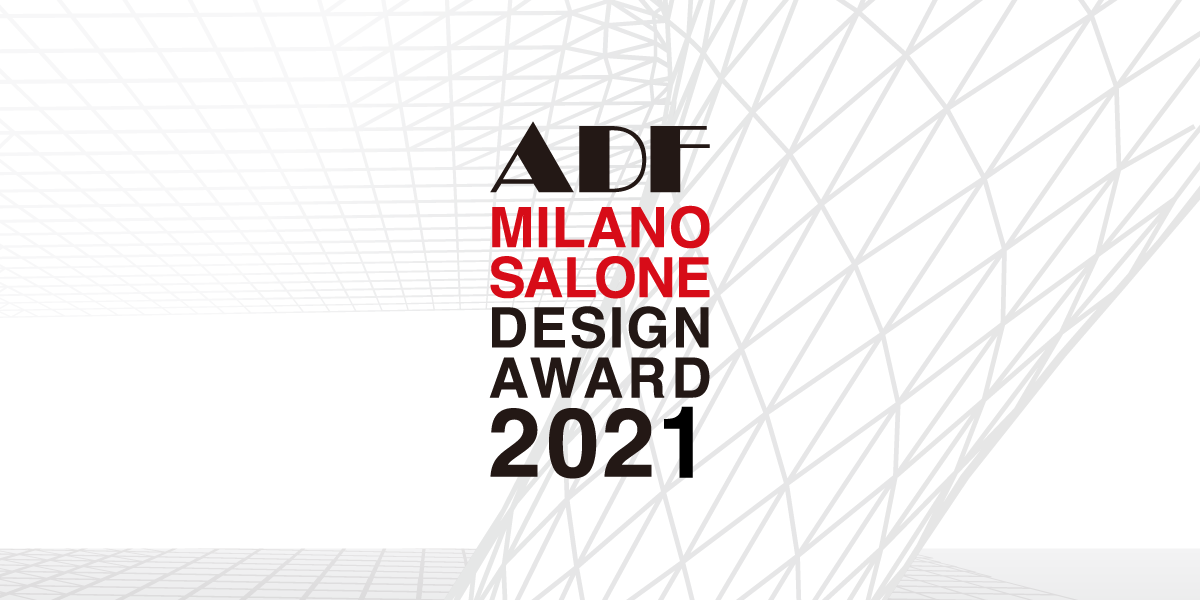 ADF
MILANO
SALONE
DESIGN
AWARD
2021